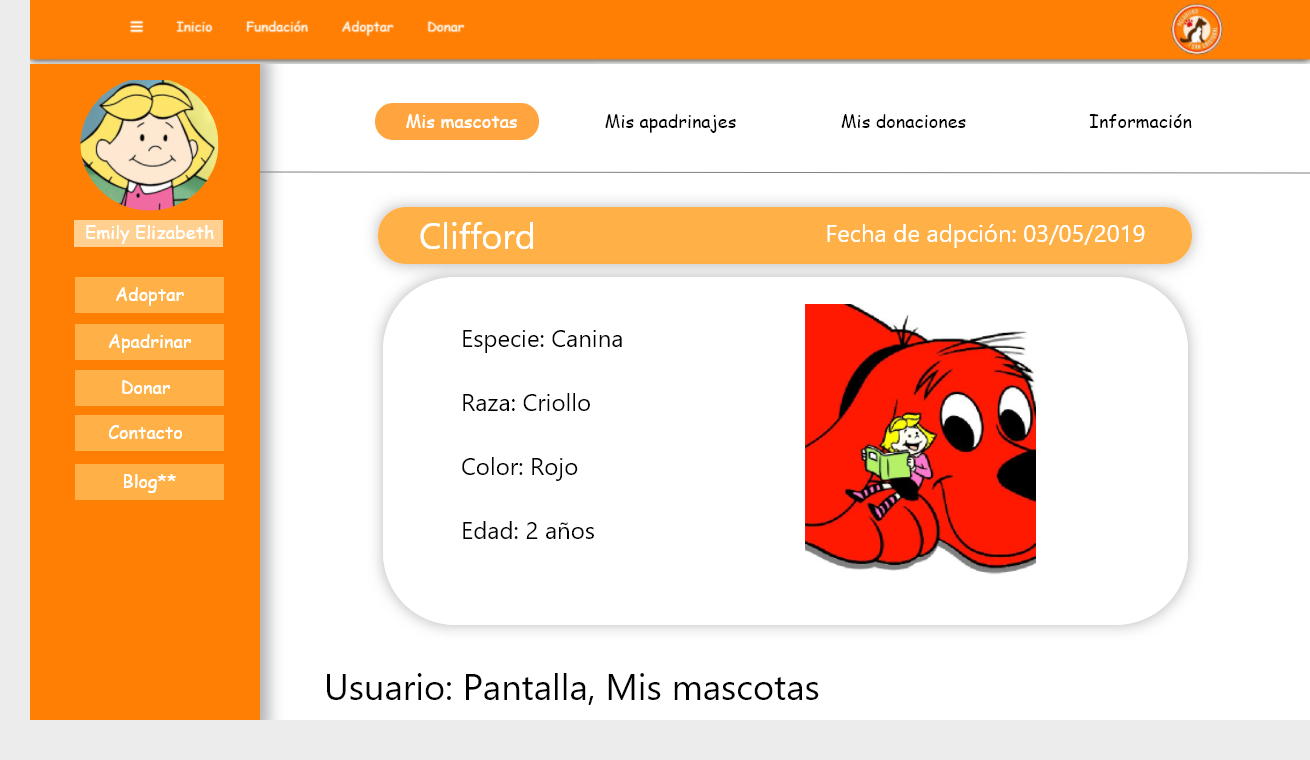 Inicio Fundación Adoptar Donar
Emily Elizabeth
Adoptar
Apadrinar
Donar
Contacto
Blog**
Mis mascotas Mis apadrinajes Mis donaciones Información
Clifford Fecha de adpción: 03/05/2019
Especie: Canina
Raza: Criollo
Color: Rojo
Edad: 2 años
Usuario: Pantalla, Mis mascotas